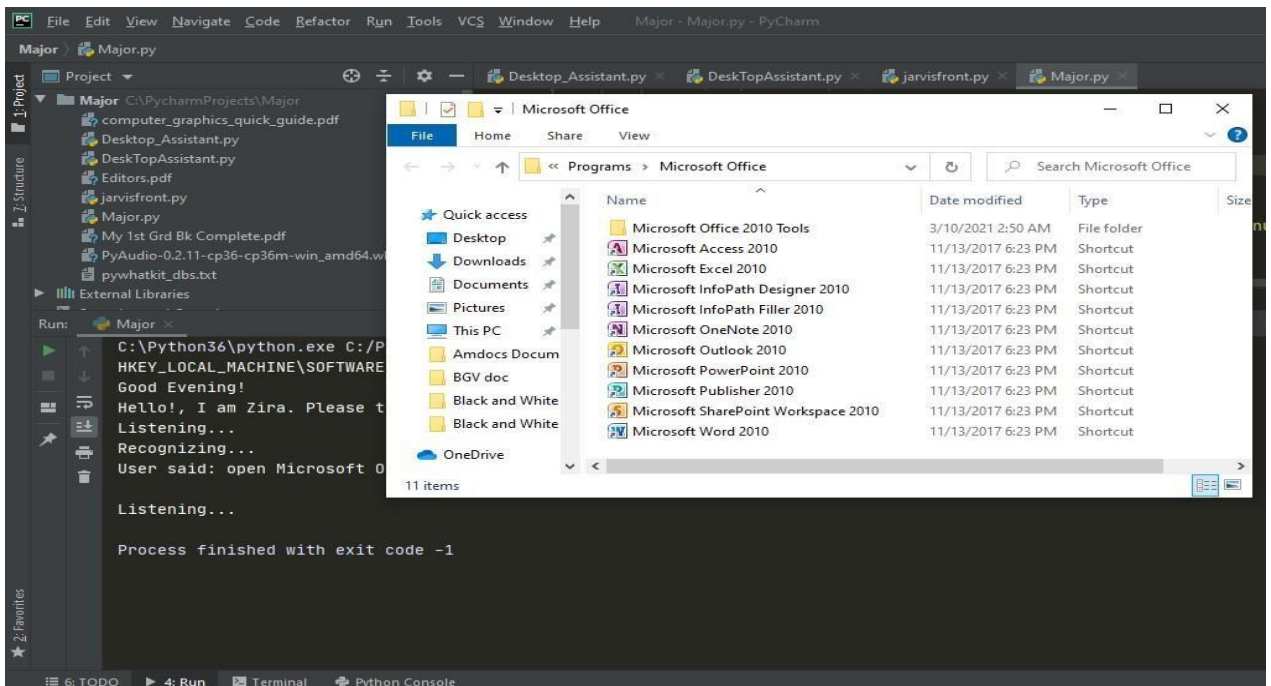 PC File Edit View Navigate Code Refactor Run Tools VCS Window Help Major - Major.py - PyCharm
Major Major.py
Project Desktop_Assistant.py DeskTopAssistant.py jarvisfront.py Major.py
1: Project
Major C:\PycharmProjects\Major
computer_graphics_quick_guide.pdf
Desktop_Assistant.py
DeskTopAssistant.py
Editors.pdf
jarvisfront.py
Major.py
My 1st Grd Bk Complete.pdf
PyAudio-0.2.11-cp36-cp36m-win_amd64.wl
pywhatkit_dbs.txt
External Libraries
Z: Structure
Microsoft Office
File Home Share View
« Programs > Microsoft Office Search Microsoft Office
Quick access
Desktop
Downloads
Documents
Pictures
This PC
Amdocs Docum
BGV doc
Black and White
Black and White
OneDrive
Name Date modified Type Size
Microsoft Office 2010 Tools 3/10/2021 2:50 AM File folder
Microsoft Access 2010 11/13/2017 6:23 PM Shortcut
Microsoft Excel 2010 11/13/2017 6:23 PM Shortcut
Microsoft InfoPath Designer 2010 11/13/2017 6:23 PM Shortcut
Microsoft InfoPath Filler 2010 11/13/2017 6:23 PM Shortcut
Microsoft OneNote 2010 11/13/2017 6:23 PM Shortcut
Microsoft Outlook 2010 11/13/2017 6:23 PM Shortcut
Microsoft PowerPoint 2010 11/13/2017 6:23 PM Shortcut
Microsoft Publisher 2010 11/13/2017 6:23 PM Shortcut
Microsoft SharePoint Workspace 2010 11/13/2017 6:23 PM Shortcut
Microsoft Word 2010 11/13/2017 6:23 PM Shortcut
11 items
Run: Major
C:\Python36\python.exe C:/P
HKEY_LOCAL_MACHINE\SOFTWARE
Good Evening!
Hello!, I am Zira. Please t
Listening...
Recognizing...
User said: open Microsoft O
Listening...
Process finished with exit code -1
2: Favorites
6: TODO 4: Run Terminal Python Console